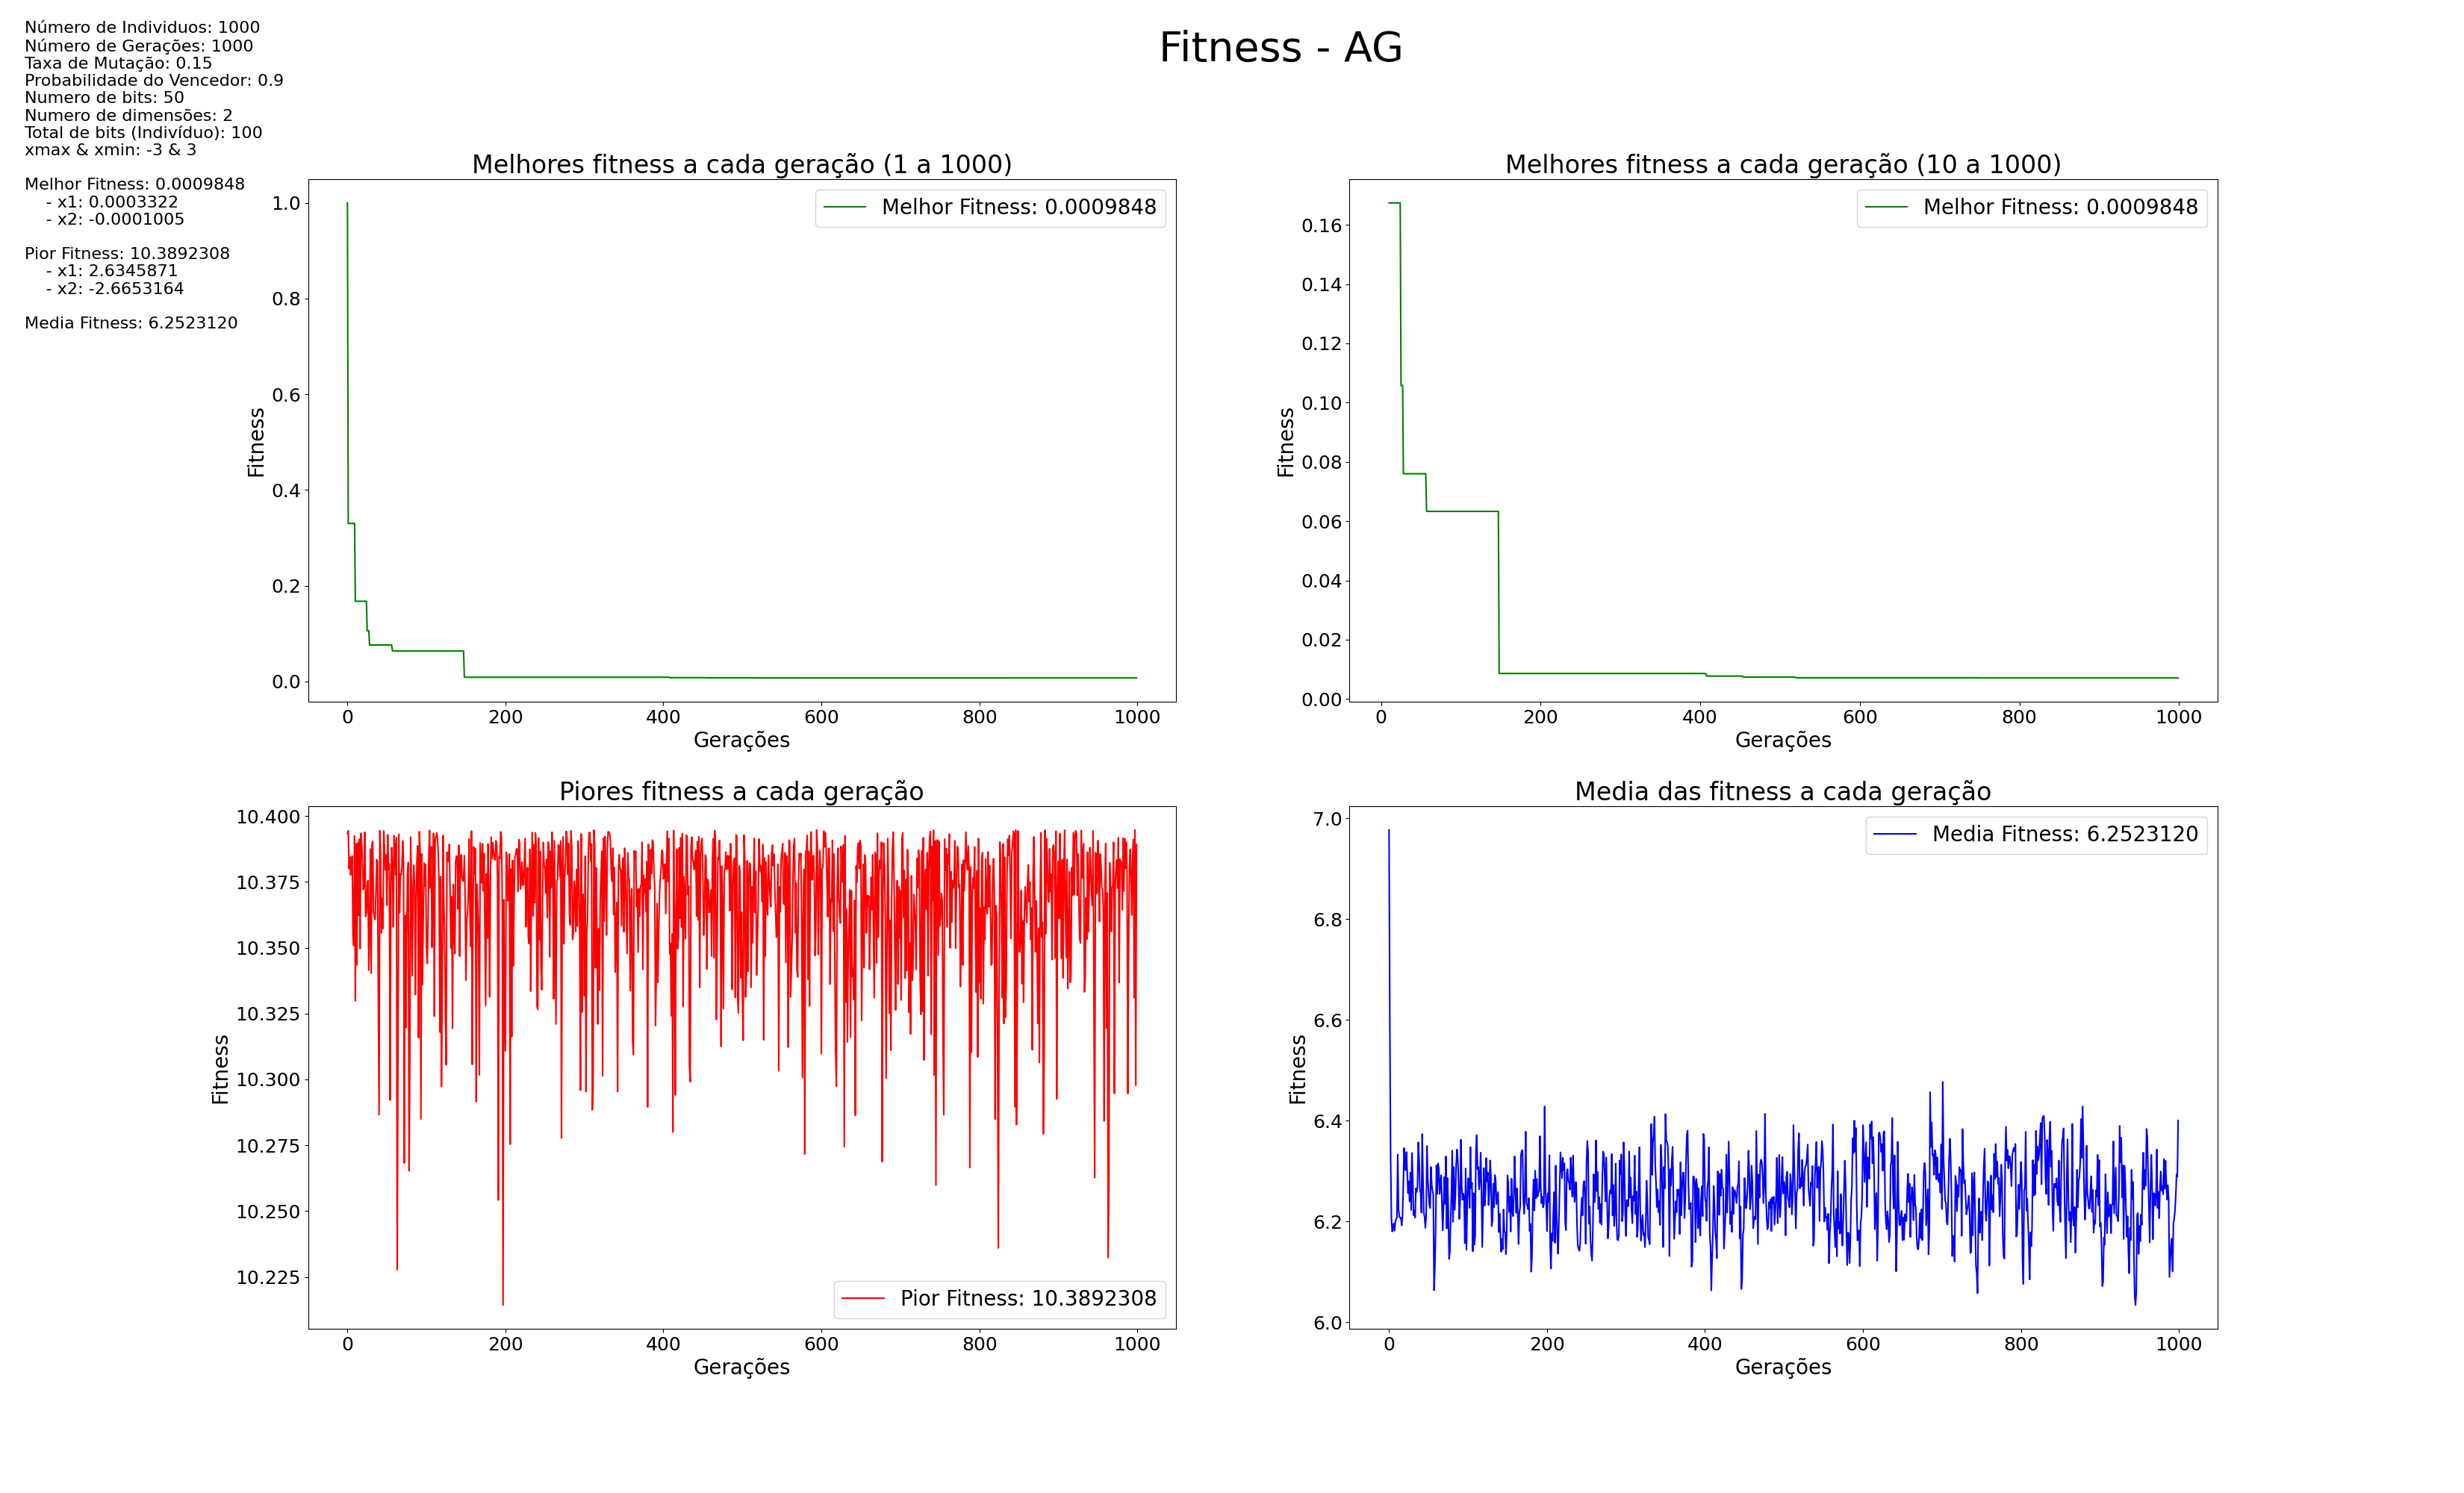 Número de Individuos: 1000
Número de Gerações: 1000
Taxa de Mutação: 0.15
Probabilidade do Vencedor: 0.9
Numero de bits: 50
Numero de dimensões: 2
Total de bits (Indivíduo): 100
xmax & xmin: -3 & 3
Melhor Fitness: 0.0009848
- x1: 0.0003322
- x2: -0.0001005
Pior Fitness: 10.3892308
- x1: 2.6345871
- x2: -2.6653164
Media Fitness: 6.2523120
Fitness - AG
Melhores fitness a cada geração (1 a 1000)
Melhor Fitness: 0.0009848
1.0
0.8
0.6
0.4
0.2
0.0
Fitness
0 200 400 600 800 1000
Gerações
Melhores fitness a cada geração (10 a 1000)
Melhor Fitness: 0.0009848
0.16
0.14
0.12
0.10
0.08
0.06
0.04
0.02
0.00
Fitness
0 200 400 600 800 1000
Gerações
Piores fitness a cada geração
10.400
10.375
10.350
10.325
10.300
10.275
10.250
10.225
Fitness
Pior Fitness: 10.3892308
0 200 400 600 800 1000
Gerações
Media das fitness a cada geração
Media Fitness: 6.2523120
7.0
6.8
6.6
6.4
6.2
6.0
Fitness
0 200 400 600 800 1000
Gerações